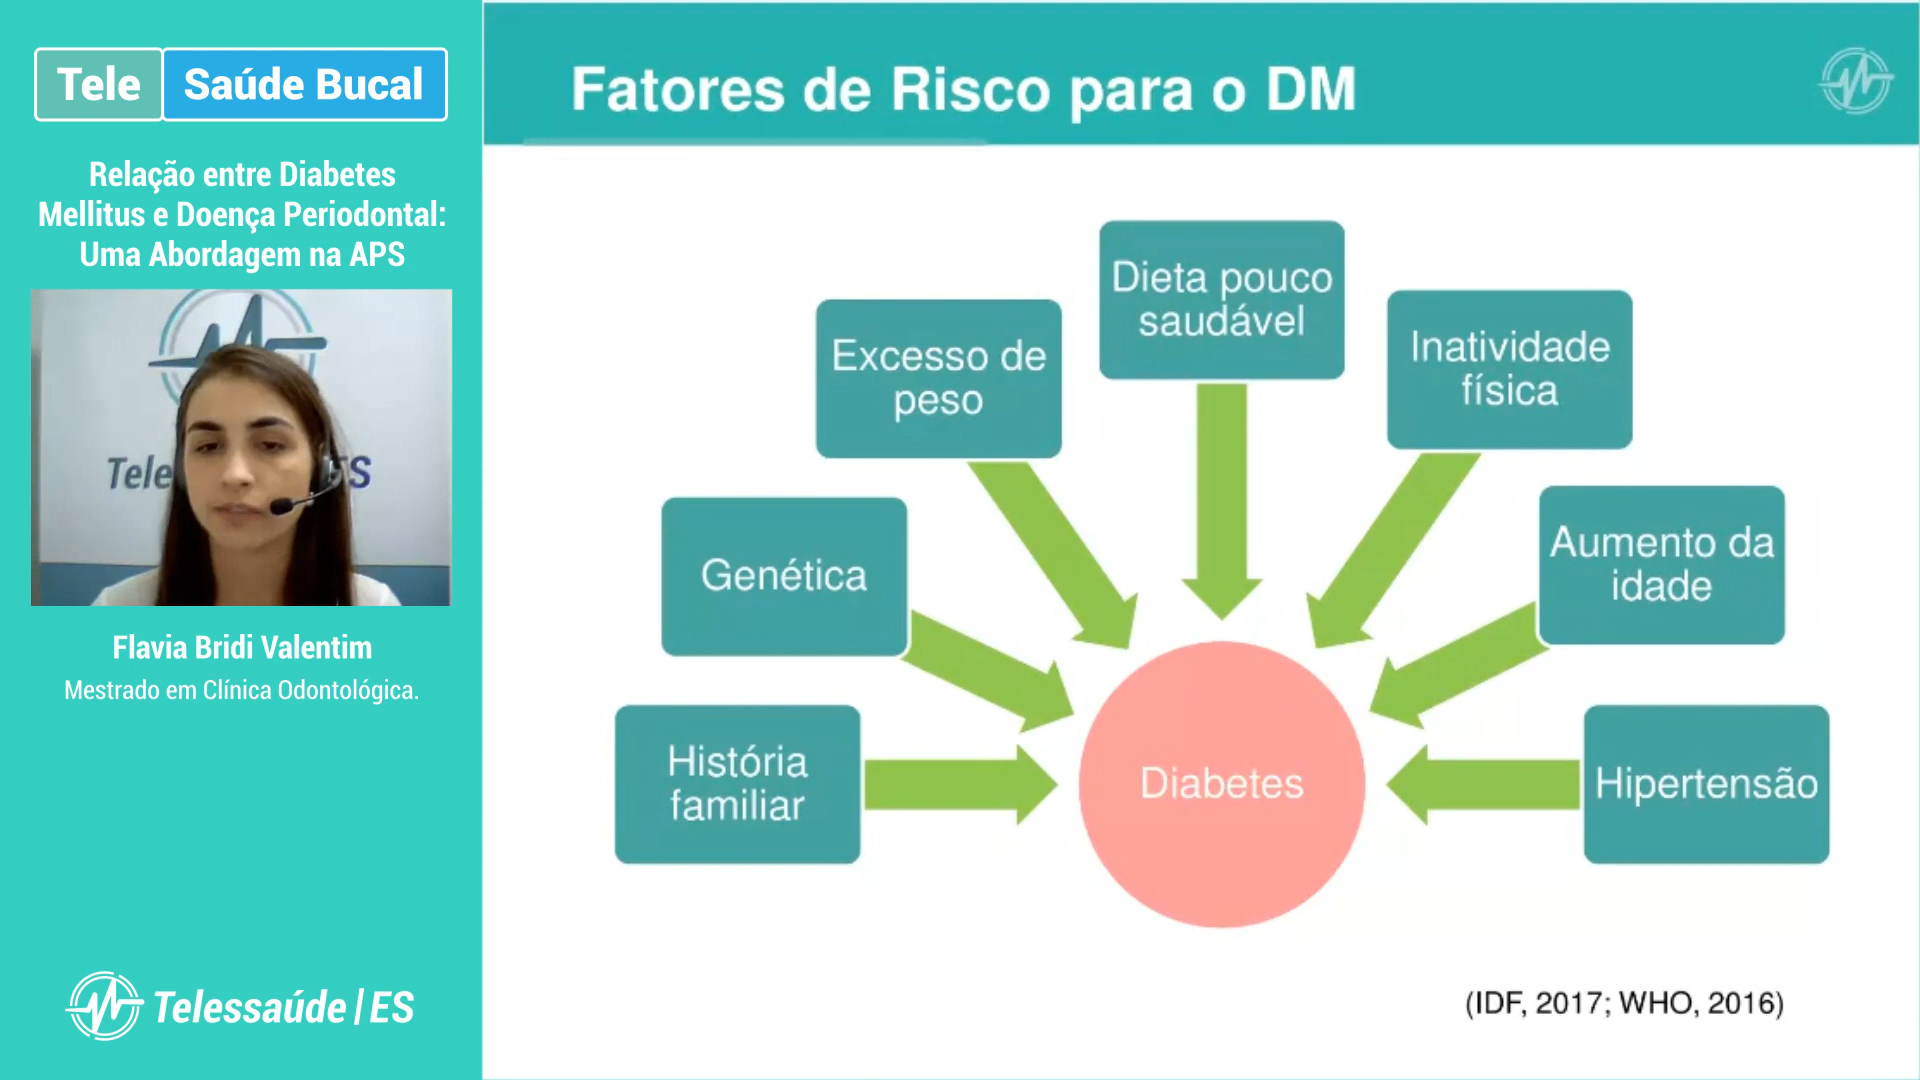 Tele Saúde Bucal
Relação entre Diabetes
Mellitus e Doença Periodontal:
Uma Abordagem na APS
Tele ES
Flavia Bridi Valentim
Mestrado em Clínica Odontológica.
Telessaúde|ES
Fatores de Risco para o DM
História
familiar
Genética
Excesso de
peso
Dieta pouco
saudável
Inatividade
física
Aumento da
idade
Hipertensão
Diabetes
(IDF, 2017; WHO, 2016)